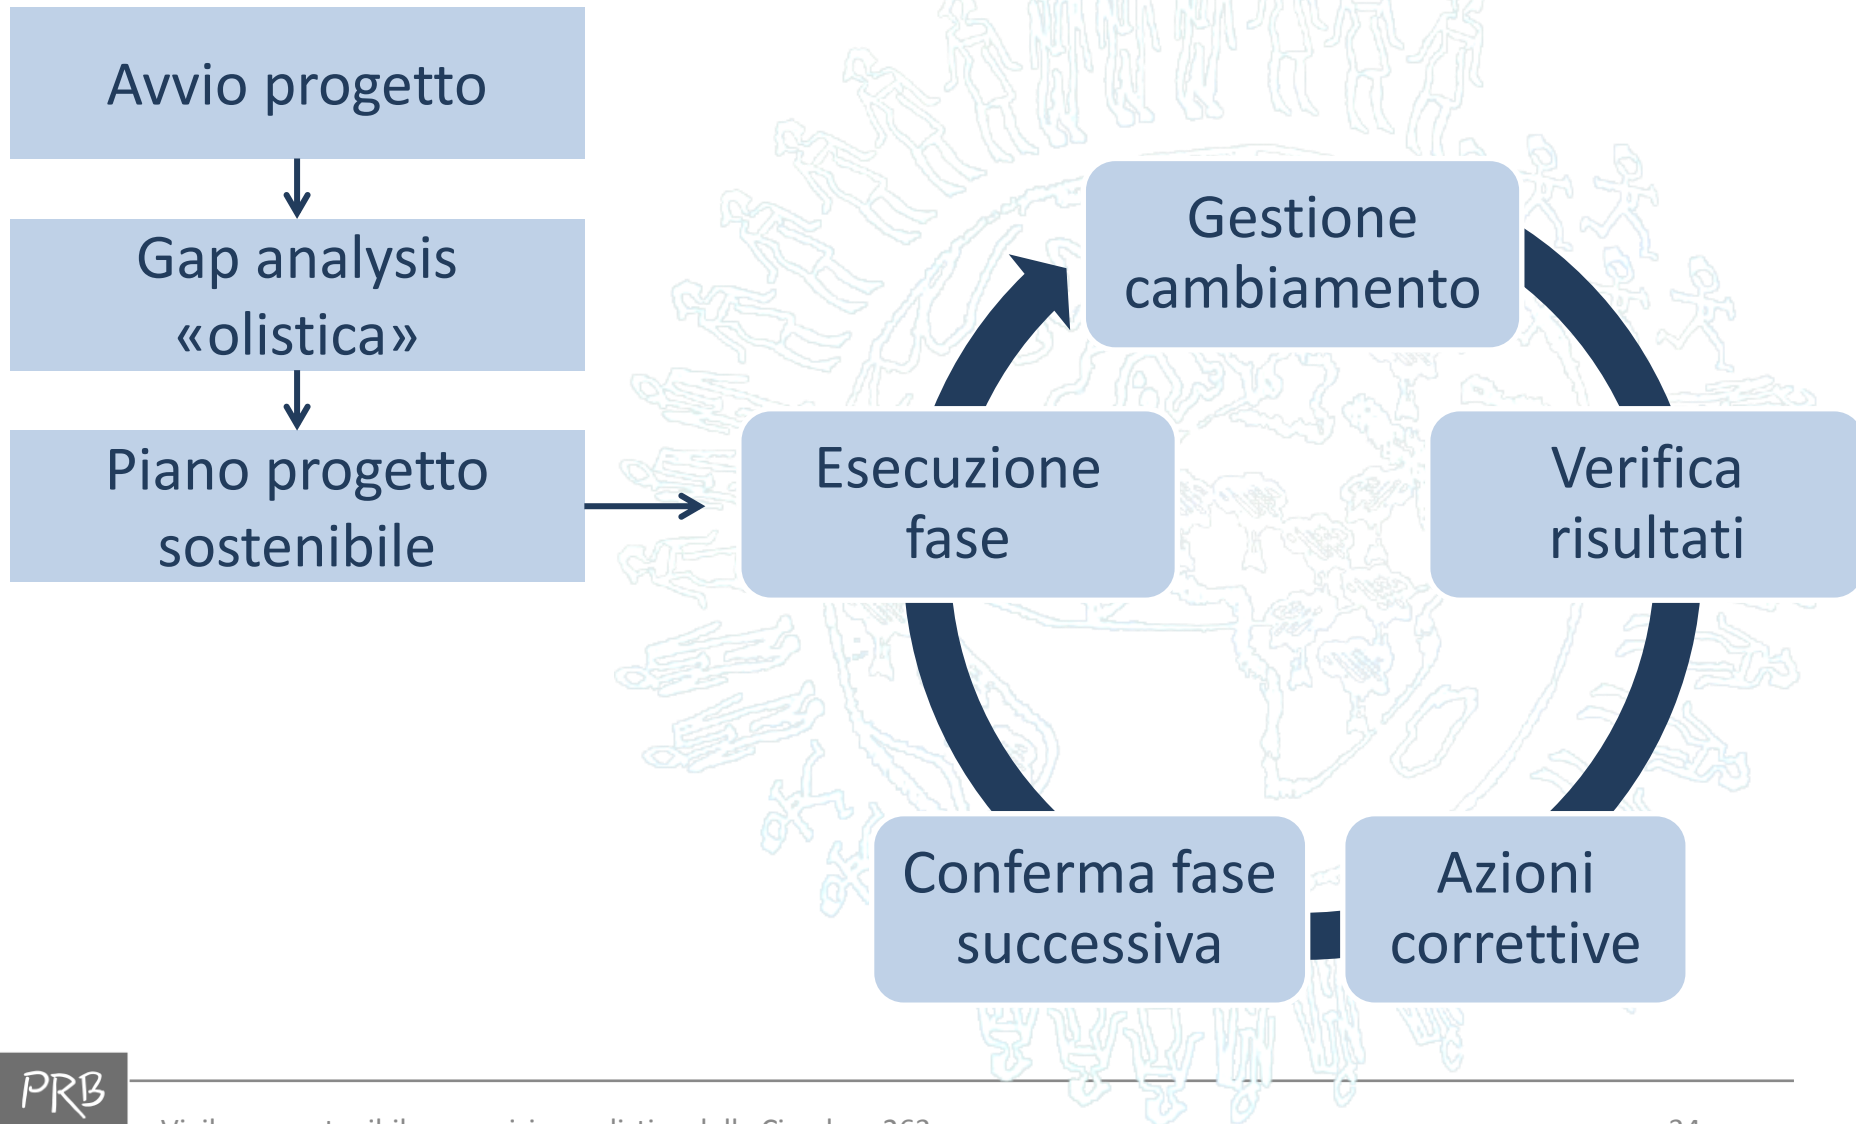 Avvio progetto
Gap analysis
«olistica»
Piano progetto
sostenibile
Gestione
cambiamento
Esecuzione
fase
Verifica
risultati
Conferma fase
successiva
Azioni
correttive
PRB